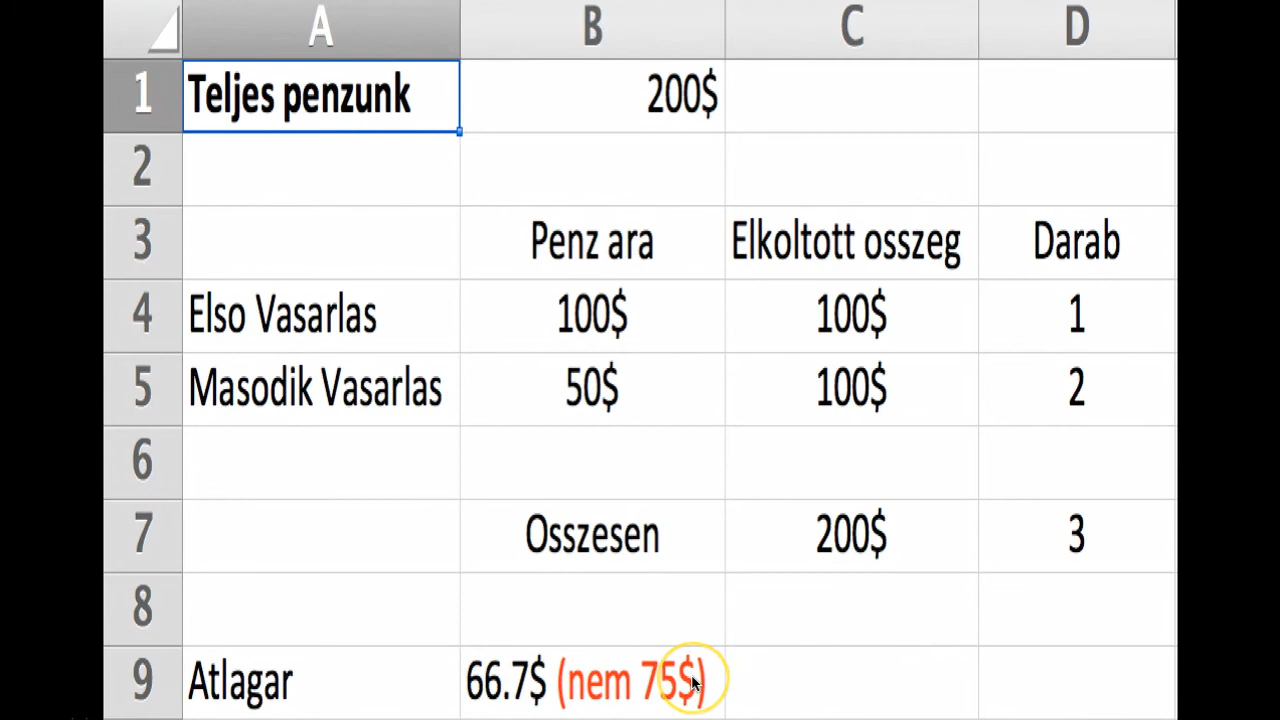 A B C D
1 Teljes penzunk 200$
2
3 Penz ara Elkoltott osszeg Darab
4 Elso Vasarlas 100$ 100$ 1
5 Masodik Vasarlas 50$ 100$ 2
6
7 Osszesen 200$ 3
8
9 Atlagar 66.7$ (nem 75$)